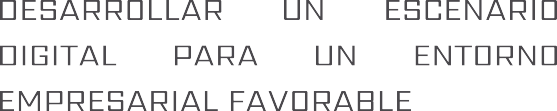 DESARROLLAR UN ESCENARIO
DIGITAL PARA UN ENTORNO
EMPRESARIAL FAVORABLE